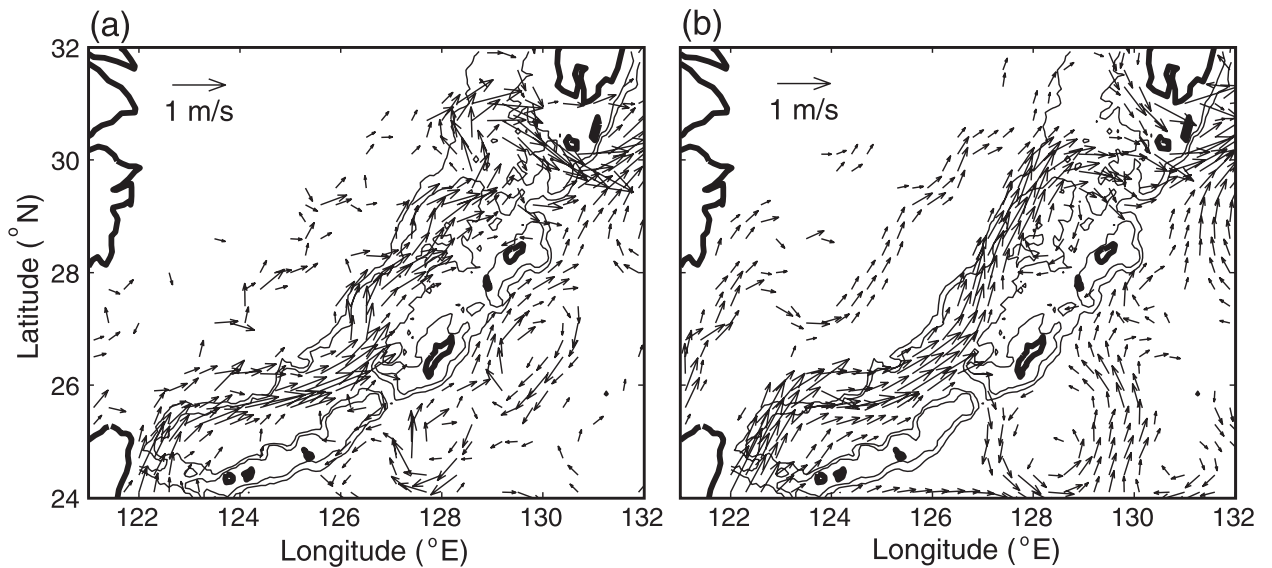 (a) (b)
1 m/s 1 m/s
32
30
28
26
24
Latitude (°N)
122 124 126 128 130 132 122 124 126 128 130 132
Longitude (°E) Longitude (°E)